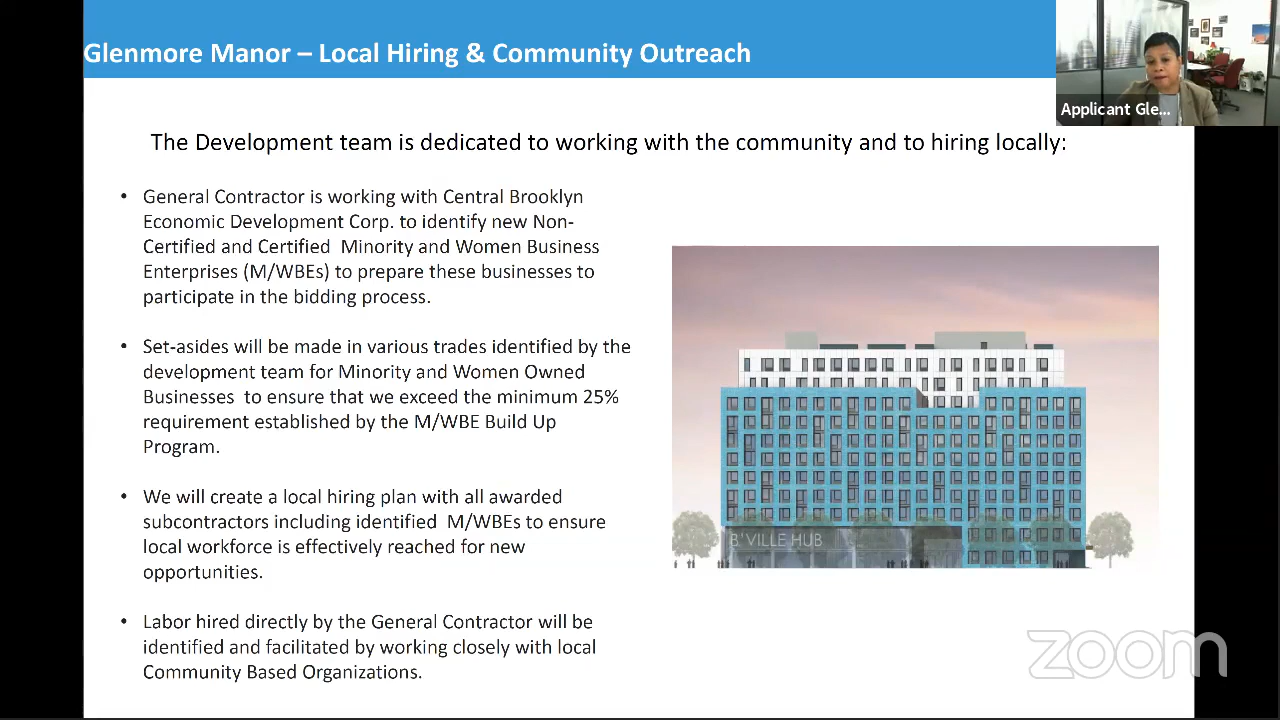 Glenmore Manor – Local Hiring & Community Outreach
Applicant Gle...
The Development team is dedicated to working with the community and to hiring locally:
• General Contractor is working with Central Brooklyn
Economic Development Corp. to identify new Non-
Certified and Certified  Minority and Women Business
Enterprises (M/WBEs) to prepare these businesses to
participate in the bidding process.
• Set-asides will be made in various trades identified by the
development team for Minority and Women Owned
Businesses  to ensure that we exceed the minimum 25%
requirement established by the M/WBE Build Up
Program.
• We will create a local hiring plan with all awarded
subcontractors including identified  M/WBEs to ensure
local workforce is effectively reached for new
opportunities.
• Labor hired directly by the General Contractor will be
identified and facilitated by working closely with local
Community Based Organizations.
B'VILLE HUB
zoom